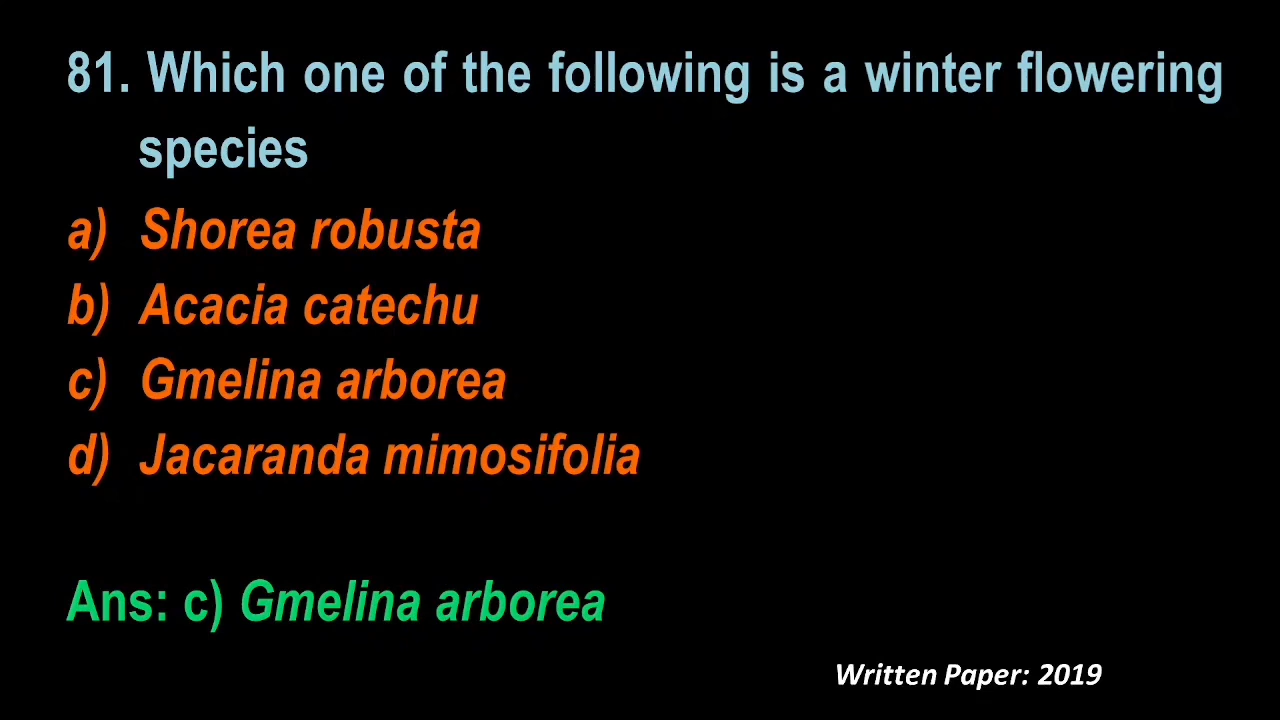 81. Which one of the following is a winter flowering
species
a) Shorea robusta
b) Acacia catechu
c) Gmelina arborea
d) Jacaranda mimosifolia
Ans: c) Gmelina arborea
Written Paper: 2019